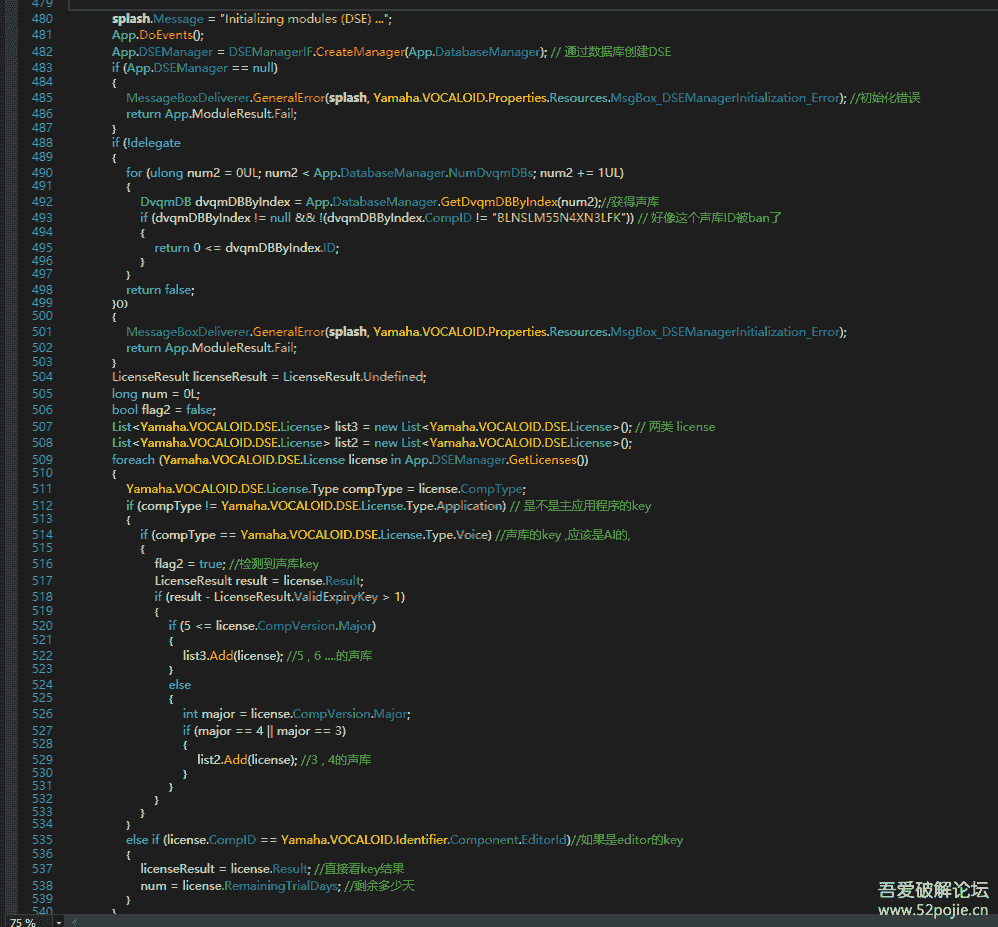 479
480 splash.Message = "Initializing modules (DSE) ...";
481 App.DoEvents();
482 App.DSEManager = DSEManagerIF.CreateManager(App.DatabaseManager); // 通过数据库创建DSE
483 if (App.DSEManager == null)
484 {
485 MessageBoxDeliverer.GeneralError(splash, Yamaha.VOCALOID.Properties.Resources.MsgBox_DSEManagerInitialization_Error); //初始化错误
486 return App.ModuleResult.Fail;
487 }
488 if (!delegate
489 {
490 for (ulong num2 = 0UL; num2 < App.DatabaseManager.NumDvqmDBs; num2 += 1UL)
491 {
492 DvqmDB dvqmDBByIndex = App.DatabaseManager.GetDvqmDBByIndex(num2);//获得声库
493 if (dvqmDBByIndex != null && !(dvqmDBByIndex.CompID != "BLNSLM55N4XN3LFK")) // 好像这个声库ID被ban了
494 {
495 return 0 <= dvqmDBByIndex.ID;
496 }
497 }
498 return false;
499 }())
500 {
501 MessageBoxDeliverer.GeneralError(splash, Yamaha.VOCALOID.Properties.Resources.MsgBox_DSEManagerInitialization_Error);
502 return App.ModuleResult.Fail;
503 }
504 LicenseResult licenseResult = LicenseResult.Undefined;
505 long num = 0L;
506 bool flag2 = false;
507 List<Yamaha.VOCALOID.DSE.License> list3 = new List<Yamaha.VOCALOID.DSE.License>(); // 两类 license
508 List<Yamaha.VOCALOID.DSE.License> list2 = new List<Yamaha.VOCALOID.DSE.License>();
509 foreach (Yamaha.VOCALOID.DSE.License license in App.DSEManager.GetLicenses())
510 {
511 Yamaha.VOCALOID.DSE.License.Type compType = license.CompType;
512 if (compType != Yamaha.VOCALOID.DSE.License.Type.Application) // 是不是主应用程序的key
513 {
514 if (compType == Yamaha.VOCALOID.DSE.License.Type.Voice) //声库的key ,应该是AI的,
515 {
516 flag2 = true; //检测到声库key
517 LicenseResult result = license.Result;
518 if (result - LicenseResult.ValidExpiryKey > 1)
519 {
520 if (5 <= license.CompVersion.Major)
521 {
522 list3.Add(license); //5 , 6 ....的声库
523 }
524 else
525 {
526 int major = license.CompVersion.Major;
527 if (major == 4 || major == 3)
528 {
529 list2.Add(license); //3 , 4的声库
530 }
531 }
532 }
533 }
534 }
535 else if (license.CompID == Yamaha.VOCALOID.Identifier.Component.EditorId)//如果是editor的key
536 {
537 licenseResult = license.Result; //直接看key结果
538 num = license.RemainingTrialDays; //剩余多少天
539 }
540 }
吾爱破解论坛
www.52pojie.cn
75 %